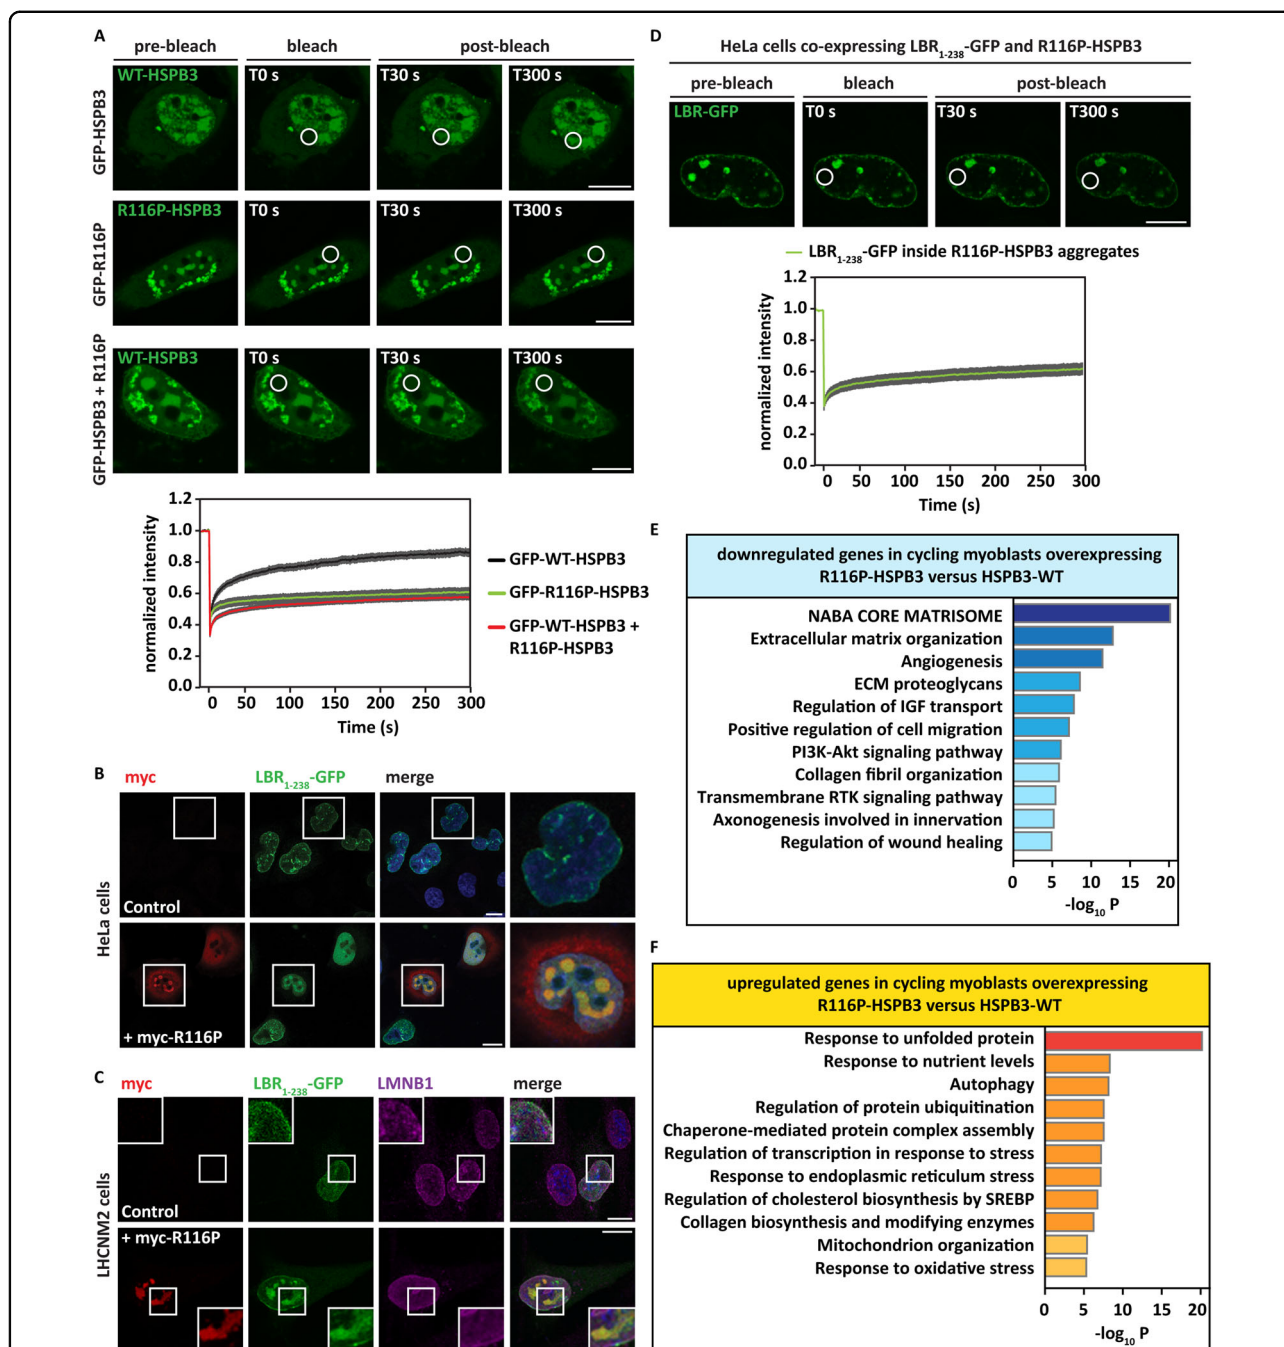 A
pre-bleach bleach post-bleach
GFP-HSPB3
WT-HSPB3 T0 s T30 s T300 s
GFP-R116P
R116P-HSPB3 T0 s T30 s T300 s
GFP-HSPB3 + R116P
WT-HSPB3 T0 s T30 s T300 s
normalized intensity
1.2
1.0
0.8
0.6
0.4
0.2
0.0
0 50 100 150 200 250 300
Time (s)
GFP-WT-HSPB3
GFP-R116P-HSPB3
GFP-WT-HSPB3 +
R116P-HSPB3
B
myc LBR1-238-GFP merge
HeLa cells
Control
+ myc-R116P
C
myc LBR1-238-GFP LMNB1 merge
LHCNM2 cells
Control
+ myc-R116P
D
HeLa cells co-expressing LBR1-238-GFP and R116P-HSPB3
pre-bleach bleach post-bleach
LBR-GFP T0 s T30 s T300 s
LBR1-238-GFP inside R116P-HSPB3 aggregates
normalized intensity
1.2
1.0
0.8
0.6
0.4
0.2
0.0
0 50 100 150 200 250 300
Time (s)
E
downregulated genes in cycling myoblasts overexpressing
R116P-HSPB3 versus HSPB3-WT
NABA CORE MATRISOME
Extracellular matrix organization
Angiogenesis
ECM proteoglycans
Regulation of IGF transport
Positive regulation of cell migration
PI3K-Akt signaling pathway
Collagen fibril organization
Transmembrane RTK signaling pathway
Axonogenesis involved in innervation
Regulation of wound healing
0 5 10 15 20
-log10 P
F
upregulated genes in cycling myoblasts overexpressing
R116P-HSPB3 versus HSPB3-WT
Response to unfolded protein
Response to nutrient levels
Autophagy
Regulation of protein ubiquitination
Chaperone-mediated protein complex assembly
Regulation of transcription in response to stress
Response to endoplasmic reticulum stress
Regulation of cholesterol biosynthesis by SREBP
Collagen biosynthesis and modifying enzymes
Mitochondrion organization
Response to oxidative stress
0 5 10 15 20
-log10 P